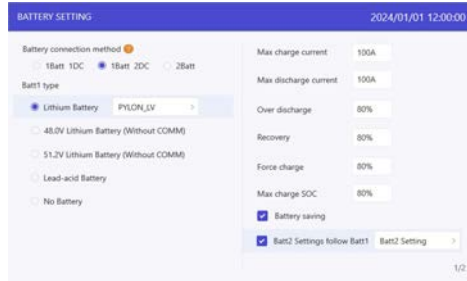 BATTERY SETTING
2024/01/01 12:00:00
Battery connection method
1Batt 1DC
1Batt 2DC
2Batt
Batt1 type
Lithium Battery
PYLON_LV
48.0V Lithium Battery (Without COMM)
51.2V Lithium Battery (Without COMM)
Lead-acid Battery
No Battery
Max charge current
100A
Max discharge current
100A
Over discharge
80%
Recovery
80%
Force charge
80%
Max charge SOC
80%
Battery saving
Batt2 Settings follow Batt1
Batt2 Setting
1/2